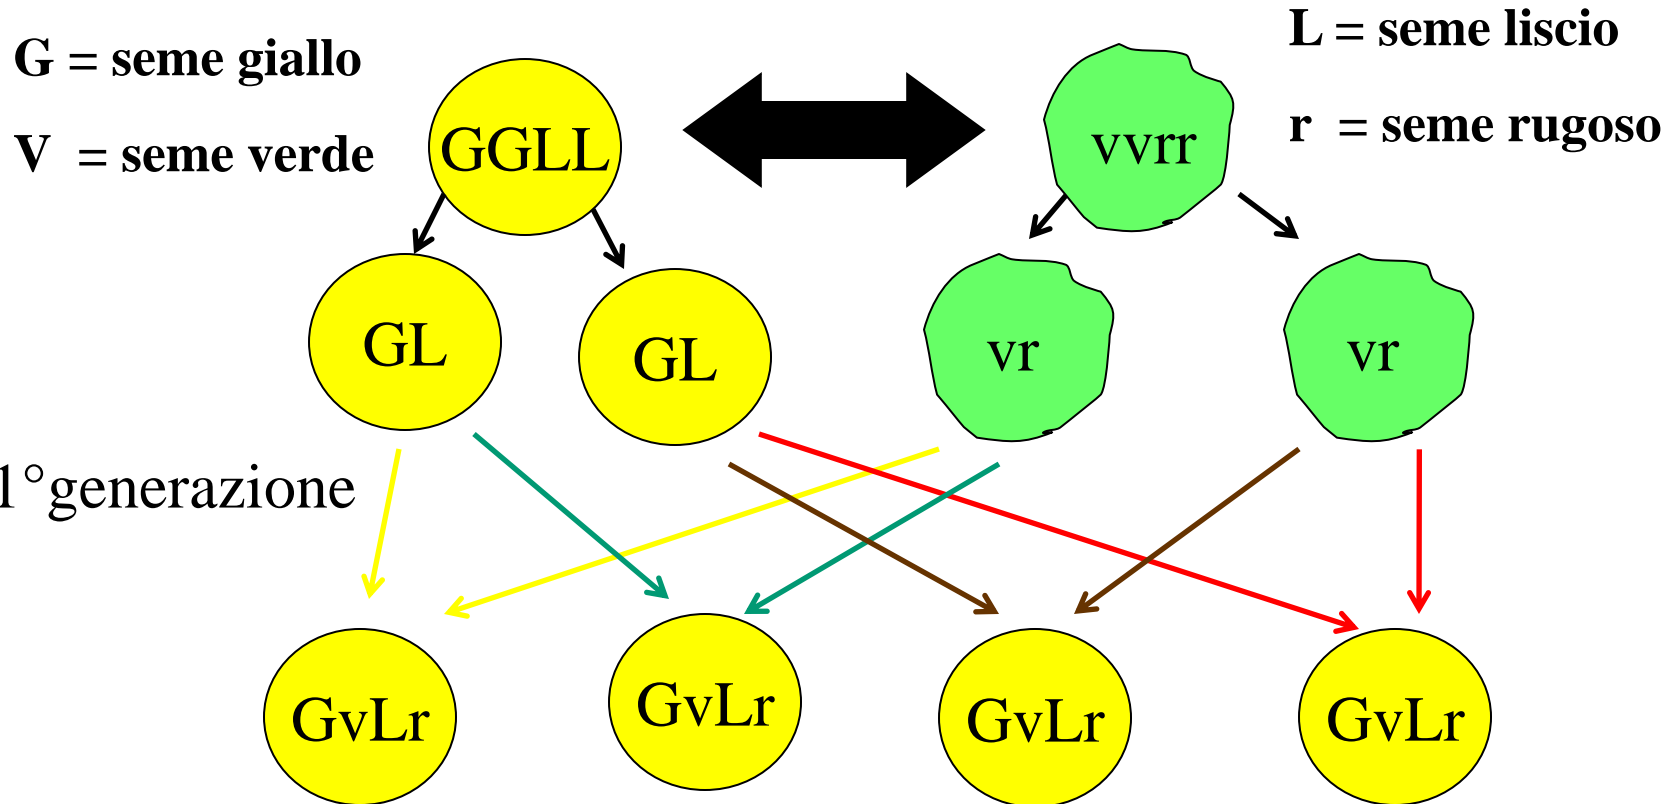 G = seme giallo
V = seme verde
L = seme liscio
r = seme rugoso
GGLL
vvrr
GL
GL
vr
vr
1°generazione
GvLr
GvLr
GvLr
GvLr